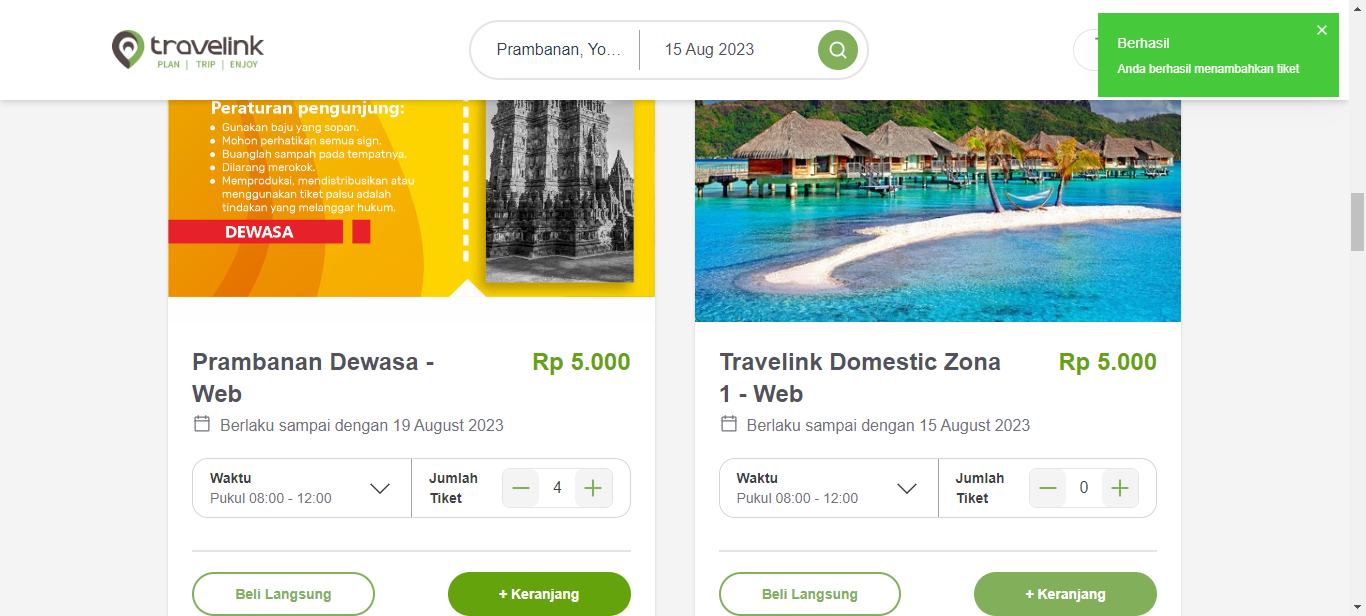 travelink
PLAN | TRIP | ENJOY
Prambanan, Yo...
15 Aug 2023
Berhasil
Anda berhasil menambahkan tiket
Peraturan pengunjung:
Gunakan baju yang sopan.
Mohon perhatikan semua sign.
Buanglah sampah pada tempatnya.
Dilarang merokok.
Memproduksi, mendistribusikan atau
menggunakan tiket palsu adalah
tindakan yang melanggar hukum.
DEWASA
Prambanan Dewasa -
Web
Rp 5.000
Berlaku sampai dengan 19 August 2023
Waktu
Pukul 08:00 - 12:00
Jumlah
Tiket
4
Beli Langsung
+ Keranjang
Travelink Domestic Zona
1 - Web
Rp 5.000
Berlaku sampai dengan 15 August 2023
Waktu
Pukul 08:00 - 12:00
Jumlah
Tiket
0
Beli Langsung
+ Keranjang